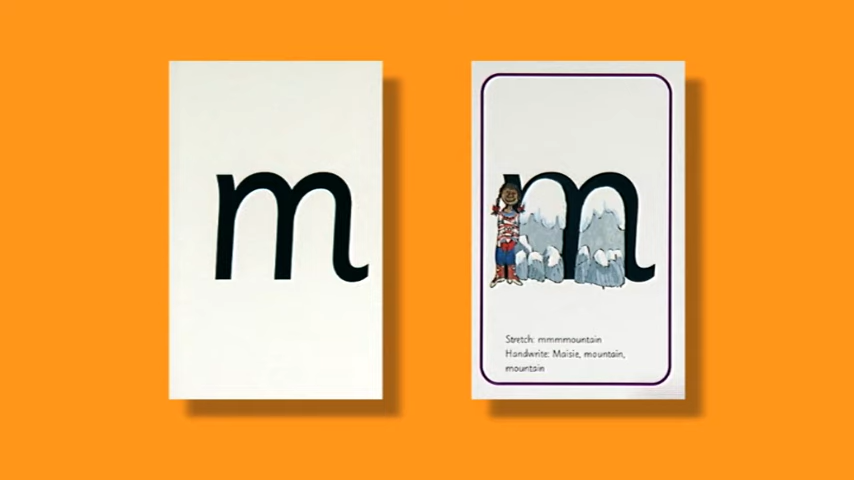 m
m
Stretch: mmmmountain
Handwrite: Maisie, mountain,
mountain